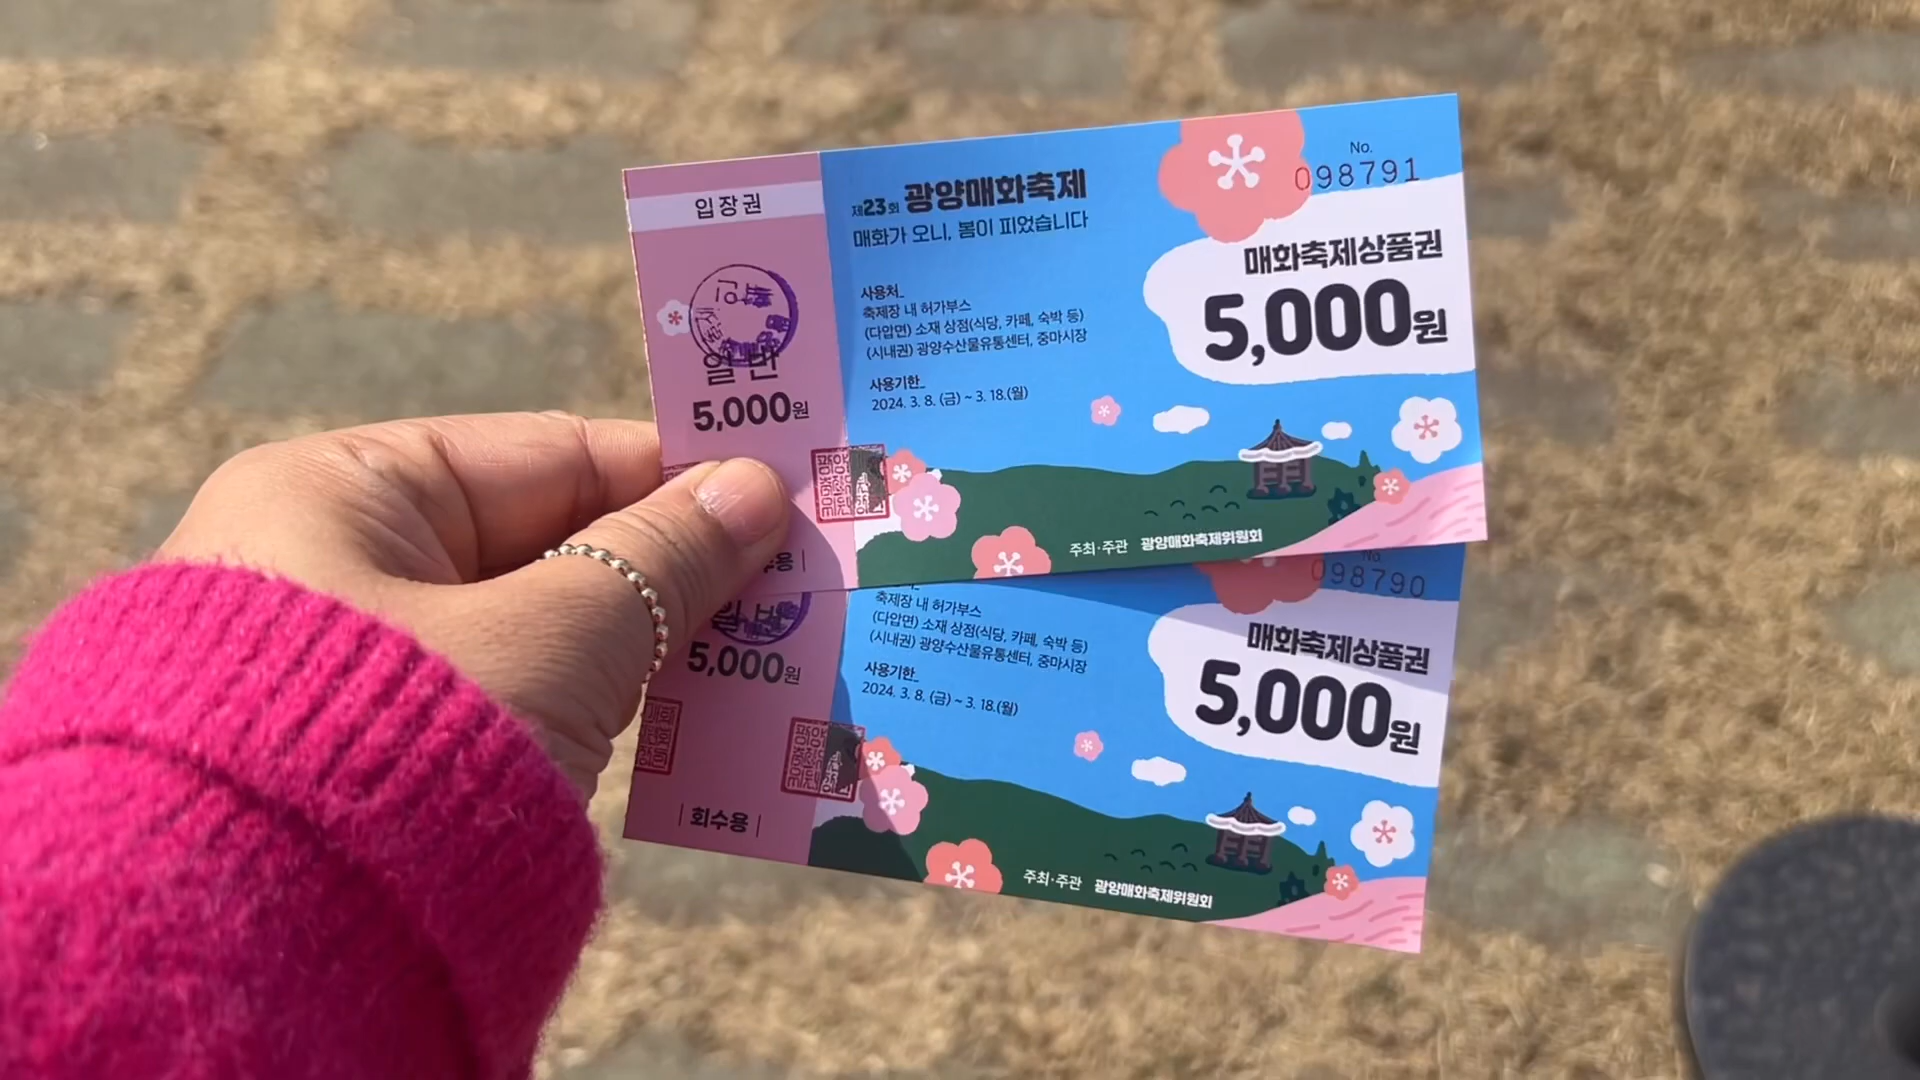 입장권
일반
5,000원
제23회 광양매화축제
매화가 오니, 봄이 피었습니다
사용처_
축제장 내 허가부스
(다압면) 소재 상점(식당, 카페, 숙박 등)
(시내권) 광양수산물유통센터, 중마시장
사용기한_
2024. 3. 8. (금) ~ 3. 18.(월)
No.
098791
매화축제상품권
5,000원
주최·주관 광양매화축제위원회
일반
5,000원
| 회수용 |
축제장 내 허가부스
(다압면) 소재 상점(식당, 카페, 숙박 등)
(시내권) 광양수산물유통센터, 중마시장
사용기한_
2024. 3. 8. (금) ~ 3. 18.(월)
No.
098790
매화축제상품권
5,000원
주최·주관 광양매화축제위원회